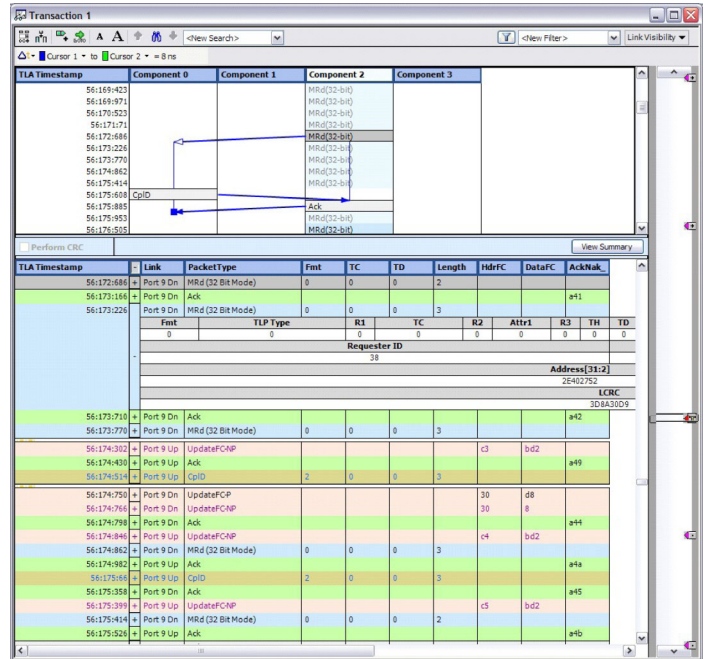 Transaction 1
A A <New Search> <New Filter> Link Visibility
Cursor 1 to Cursor 2 = 8 ns
TLA Timestamp Component 0 Component 1 Component 2 Component 3
56:169:423 MRd(32-bit)
56:169:971 MRd(32-bit)
56:170:523 MRd(32-bit)
56:171:71 MRd(32-bit)
56:172:686 MRd(32-bit)
56:173:226 MRd(32-bit)
56:173:770 MRd(32-bit)
56:174:862 MRd(32-bit)
56:175:414 MRd(32-bit)
56:175:608 CplD
56:175:885 Ack
56:175:953 MRd(32-bit)
56:176:505 MRd(32-bit)
Perform CRC View Summary
TLA Timestamp - Link PacketType Fmt TC TD Length HdrFC DataFC AckNak_
56:172:686 + Port 9 Dn MRd (32 Bit Mode) 0 0 0 2
56:173:166 + Port 9 Dn Ack a41
56:173:226 Port 9 Dn MRd (32 Bit Mode) 0 0 0 3
Fmt TLP Type R1 TC R2 Attr1 R3 TH TD
0 0 0 0 0 0 0 0 0
Requester ID
-
38
Address[31:2]
2E402752
LCRC
3D8A30D9
56:173:710 + Port 9 Dn Ack a42
56:173:770 + Port 9 Dn MRd (32 Bit Mode) 0 0 0 3
56:174:302 + Port 9 Up UpdateFC-NP c3 bd2
56:174:430 + Port 9 Up Ack a49
56:174:514 + Port 9 Up CplD 2 0 0 3
56:174:750 + Port 9 Dn UpdateFC-P 30 d8
56:174:766 + Port 9 Dn UpdateFC-NP 30 8
56:174:798 + Port 9 Dn Ack a44
56:174:846 + Port 9 Up UpdateFC-NP c4 bd2
56:174:862 + Port 9 Dn MRd (32 Bit Mode) 0 0 0 3
56:174:982 + Port 9 Up Ack a4a
56:175:66 + Port 9 Up CplD 2 0 0 3
56:175:358 + Port 9 Dn Ack a45
56:175:399 + Port 9 Up UpdateFC-NP c5 bd2
56:175:414 + Port 9 Dn MRd (32 Bit Mode) 0 0 0 2
56:175:526 + Port 9 Up Ack a4b